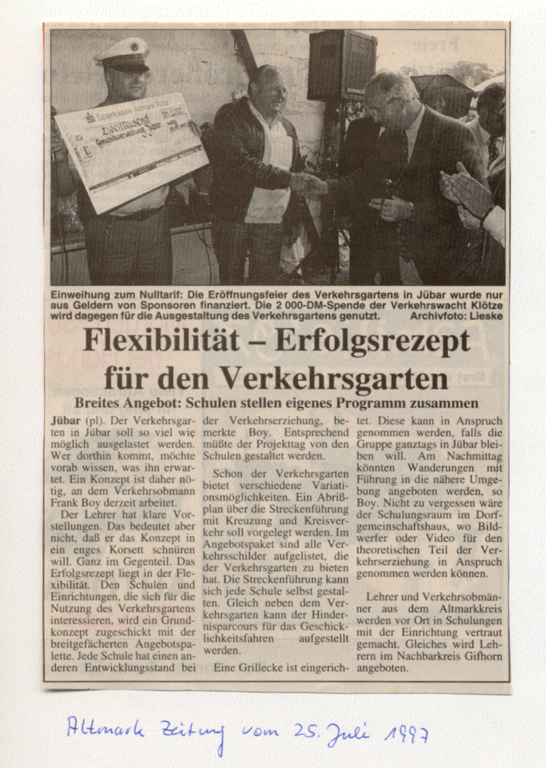 Sparkasse Altmark West
zweitausend
Einweihung zum Nulltarif: Die Eröffnungsfeier des Verkehrsgartens in Jübar wurde nur
aus Geldern von Sponsoren finanziert. Die 2 000-DM-Spende der Verkehrswacht Klötze
wird dagegen für die Ausgestaltung des Verkehrsgartens genutzt. Archivfoto: Lieske
Flexibilität – Erfolgsrezept
für den Verkehrsgarten
Breites Angebot: Schulen stellen eigenes Programm zusammen
Jübar (pl). Der Verkehrsgar-
ten in Jübar soll so viel wie
möglich ausgelastet werden.
Wer dorthin kommt, möchte
vorab wissen, was ihn erwar-
tet. Ein Konzept ist daher nö-
tig, an dem Verkehrsobmann
Frank Boy derzeit arbeitet.
Der Lehrer hat klare Vor-
stellungen. Das bedeutet aber
nicht, daß er das Konzept in
ein enges Korsett schnüren
will. Ganz im Gegenteil. Das
Erfolgsrezept liegt in der Fle-
xibilität. Den Schulen und
Einrichtungen, die sich für die
Nutzung des Verkehrsgartens
interessieren, wird ein Grund-
konzept zugeschickt mit der
breitgefächerten Angebotspa-
lette. Jede Schule hat einen an-
deren Entwicklungsstand bei
der Verkehrserziehung, be-
merkte Boy. Entsprechend
müßte der Projekttag von den
Schulen gestaltet werden.
Schon der Verkehrsgarten
bietet verschiedene Variati-
onsmöglichkeiten. Ein Abriß-
plan über die Streckenführung
mit Kreuzung und Kreisver-
kehr soll vorgelegt werden. Im
Angebotspaket sind alle Ver-
kehrsschilder aufgelistet, die
der Verkehrsgarten zu bieten
hat. Die Streckenführung kann
sich jede Schule selbst gestal-
ten. Gleich neben dem Ver-
kehrsgarten kann der Hinder-
nisparcours für das Geschick-
lichkeitsfahren aufgestellt
werden.
Eine Grillecke ist eingerich-
tet. Diese kann in Anspruch
genommen werden, falls die
Gruppe ganztags in Jübar blei-
ben will. Am Nachmittag
könnten Wanderungen mit
Führung in die nähere Umge-
bung angeboten werden, so
Boy. Nicht zu vergessen wäre
der Schulungsraum im Dorf-
gemeinschaftshaus, wo Bild-
werfer oder Video für den
theoretischen Teil der Ver-
kehrserziehung in Anspruch
genommen werden können.
Lehrer und Verkehrsobmän-
ner aus dem Altmarkkreis
werden vor Ort in Schulungen
mit der Einrichtung vertraut
gemacht. Gleiches wird Leh-
rern im Nachbarkreis Gifhorn
angeboten.
Altmark Zeitung vom 25. Juli 1997